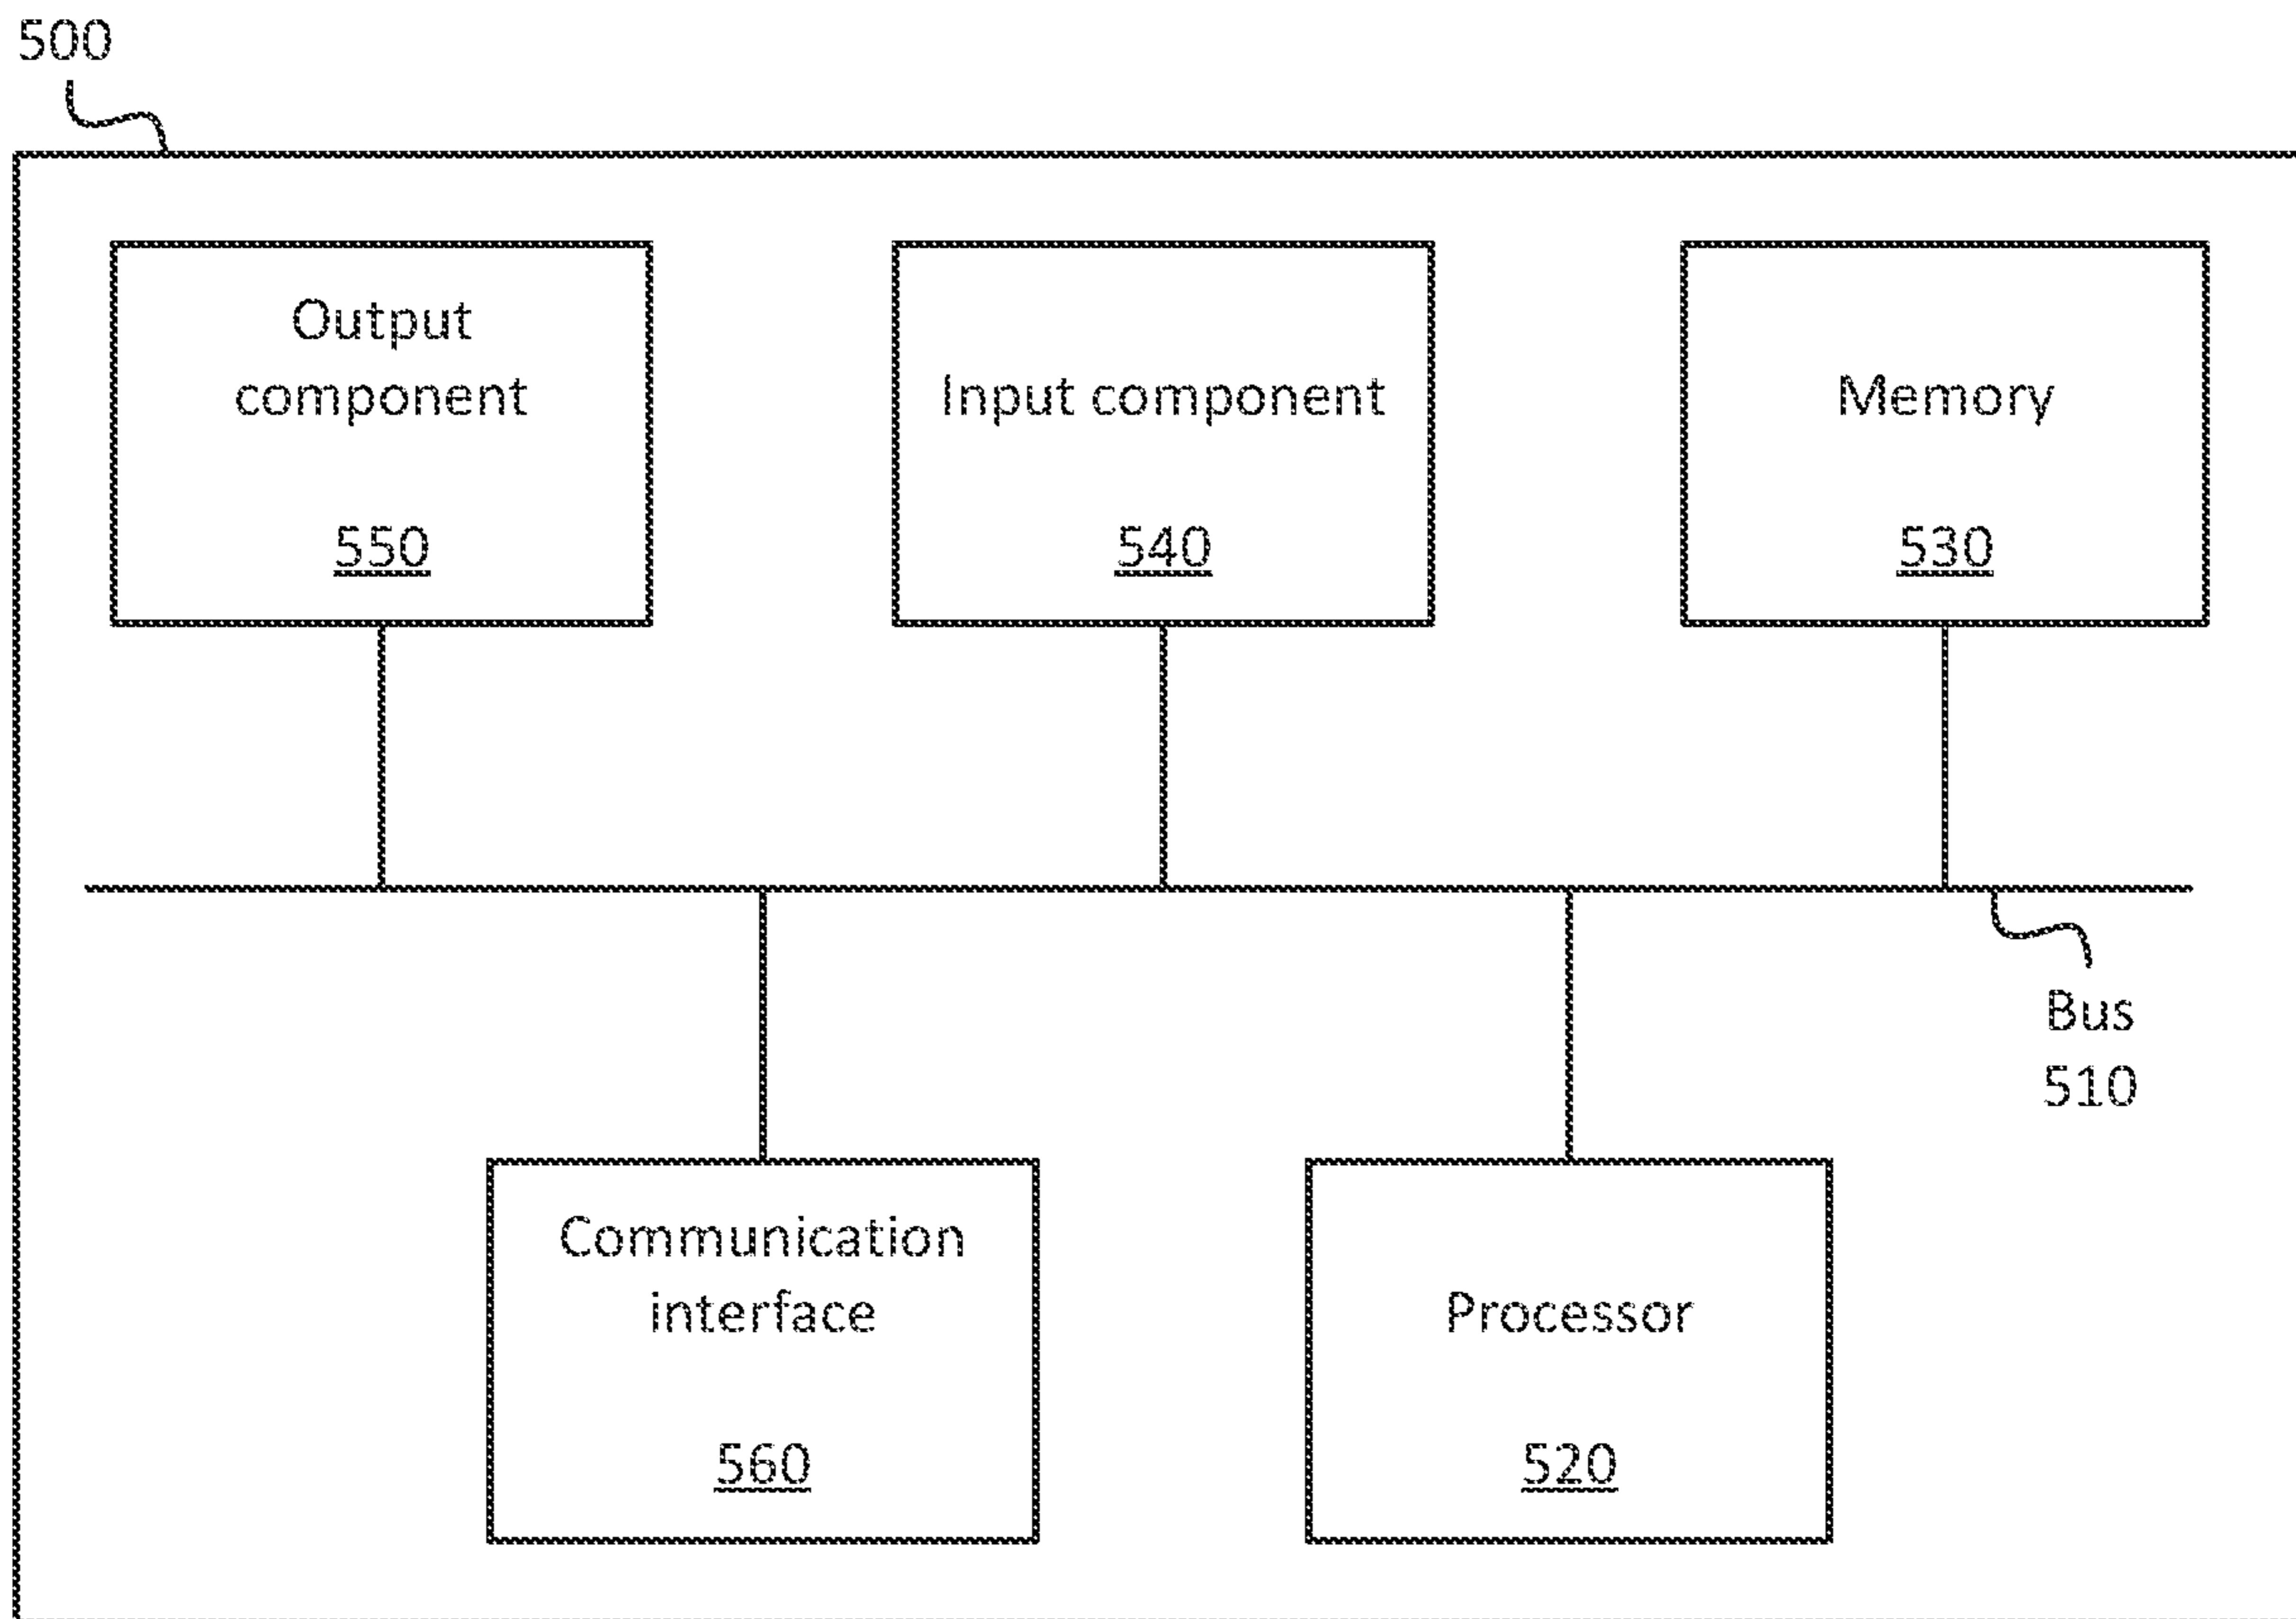 500
Output
component
550
Input component
540
Memory
530
Bus
510
Communication
interface
560
Processor
520